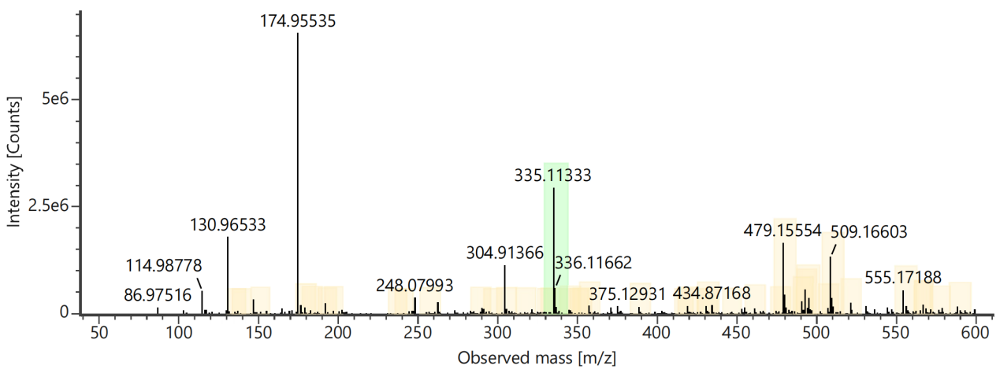 174.95535
5e6
335.11333
130.96533
479.15554 509.16603
2.5e6
304.91366
336.11662
114.98778
555.17188
248.07993
86.97516
375.12931 434.87168
0
50 100 150 200 250 300 350 400 450 500 550 600
Observed mass [m/z]
Intensity [Counts]